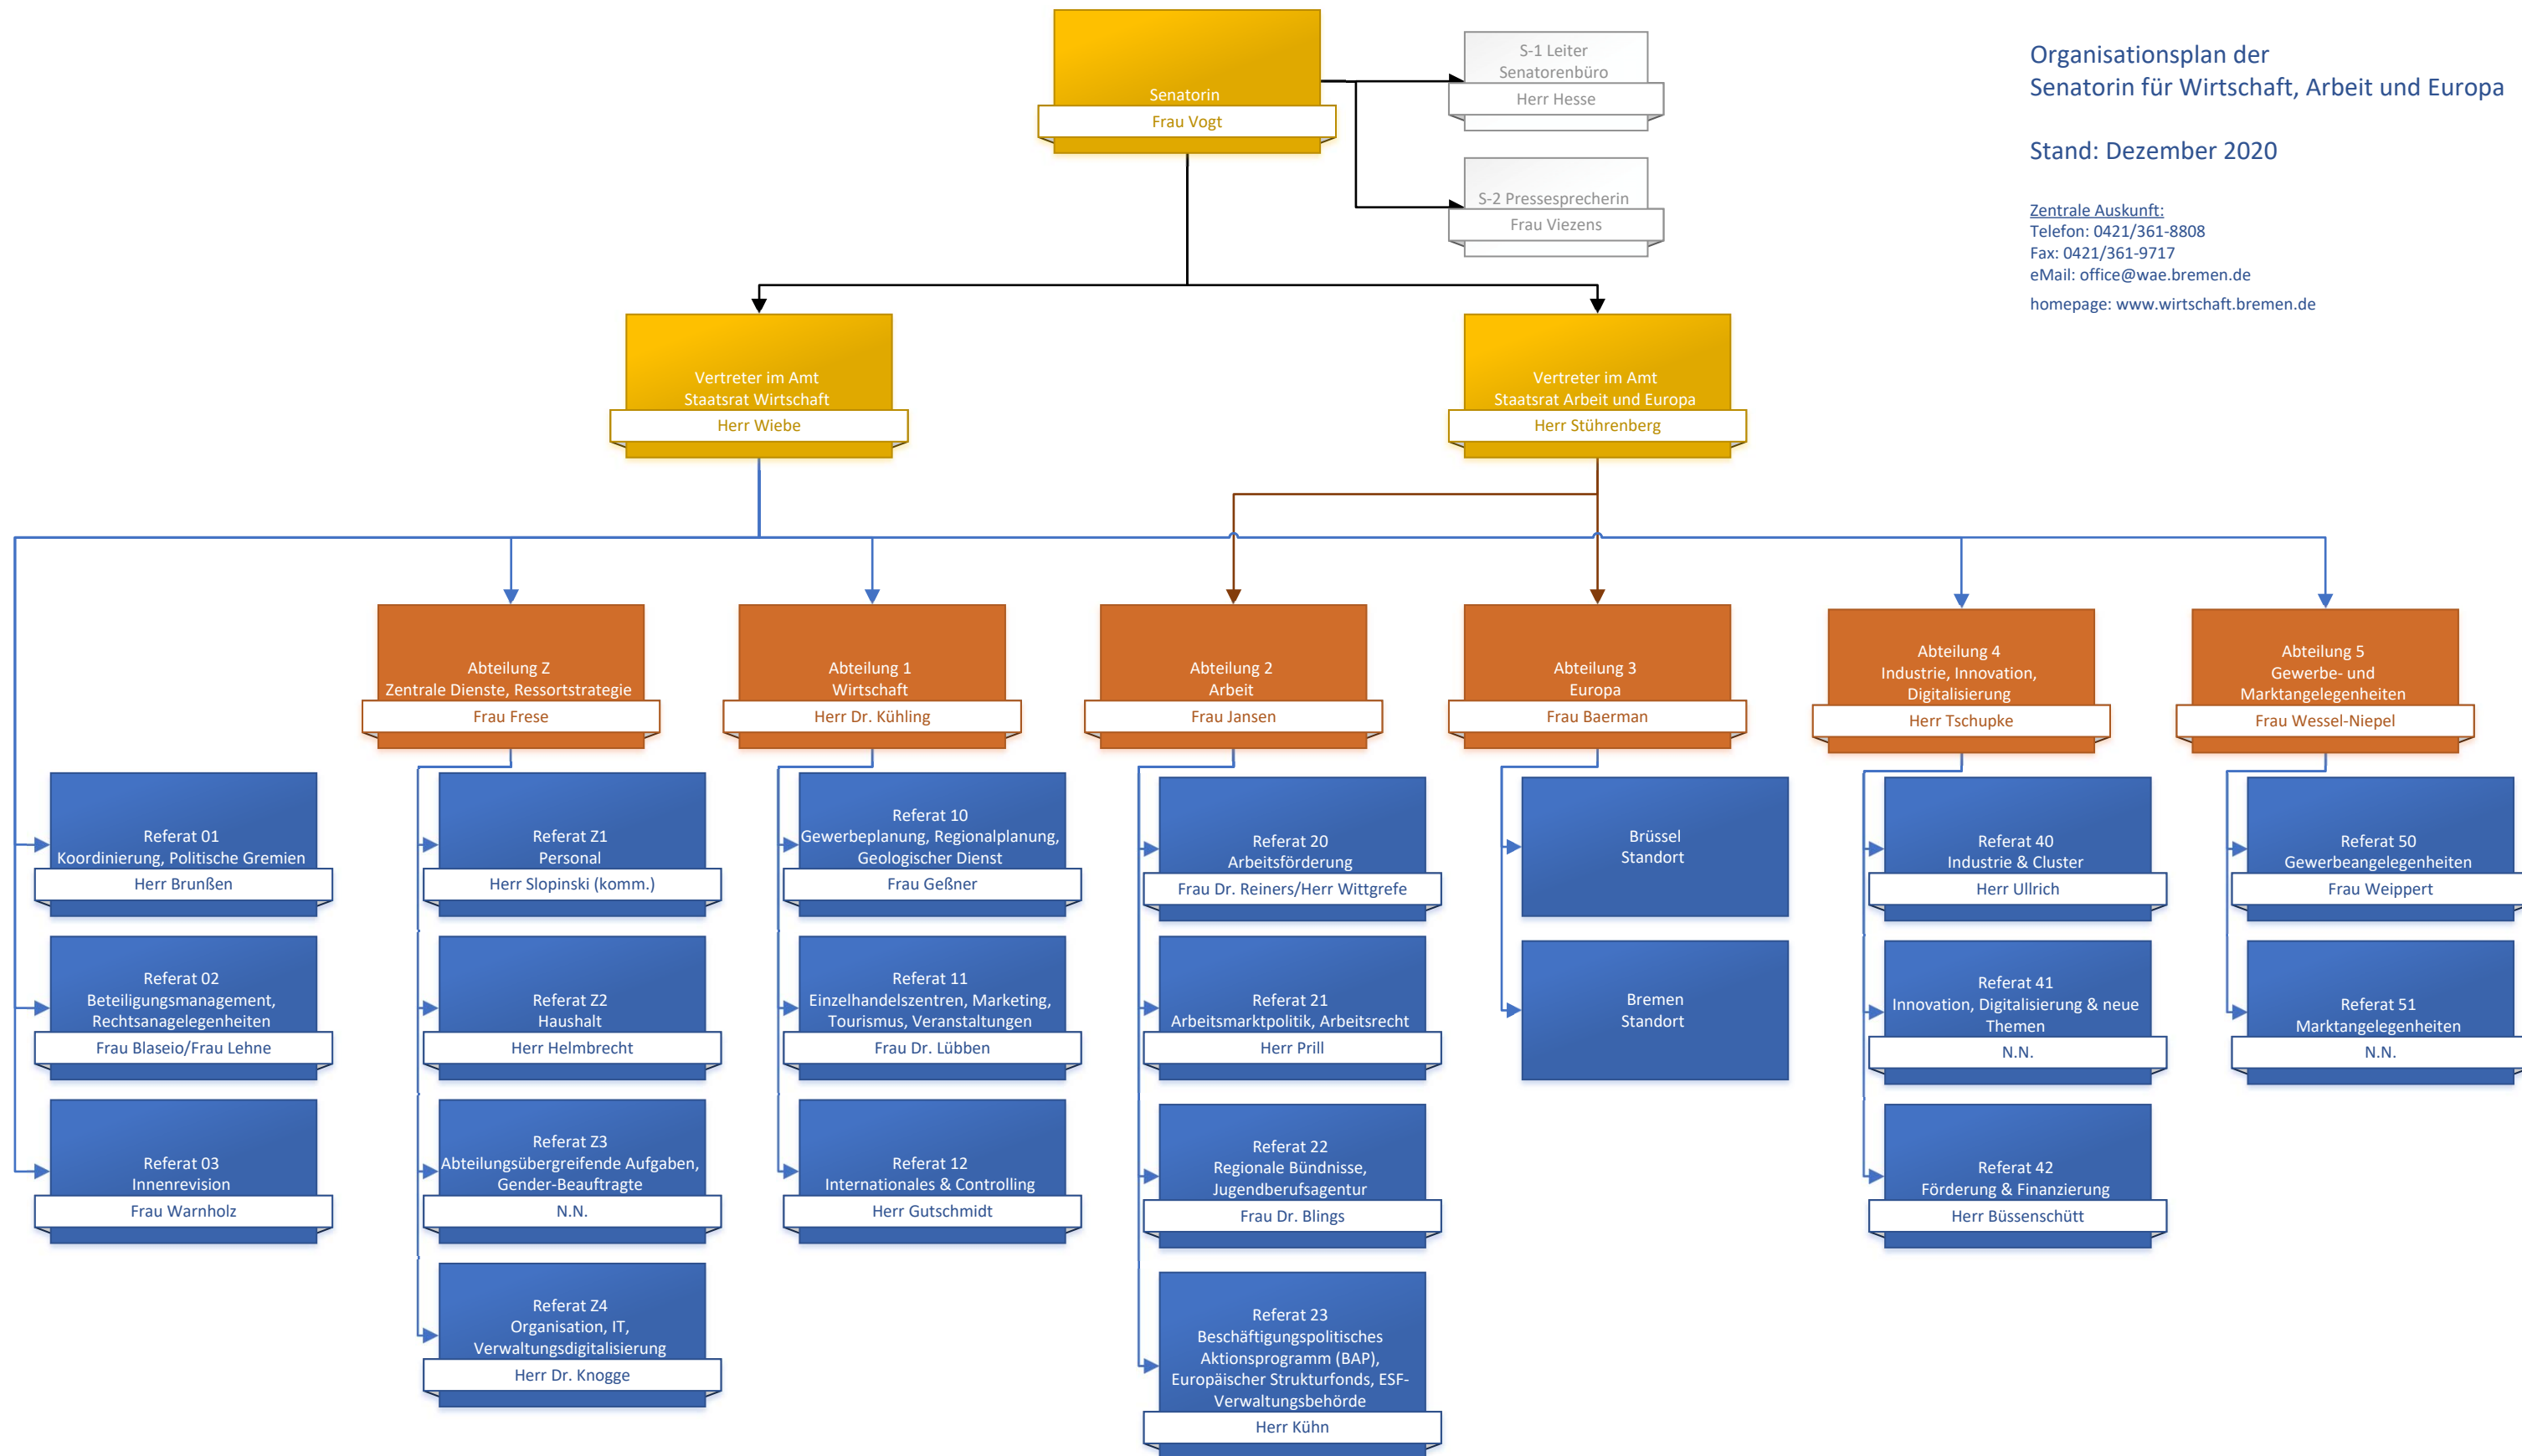 Organisationsplan der
Senatorin für Wirtschaft, Arbeit und Europa
Stand: Dezember 2020
Zentrale Auskunft:
Telefon: 0421/361-8808
Fax: 0421/361-9717
eMail: office@wae.bremen.de
homepage: www.wirtschaft.bremen.de
Senatorin
Frau Vogt
S-1 Leiter
Senatorenbüro
Herr Hesse
S-2 Pressesprecherin
Frau Viezens
Vertreter im Amt
Staatsrat Wirtschaft
Herr Wiebe
Vertreter im Amt
Staatsrat Arbeit und Europa
Herr Stührenberg
Referat 01
Koordinierung, Politische Gremien
Herr Brunßen
Referat 02
Beteiligungsmanagement,
Rechtsanagelegenheiten
Frau Blaseio/Frau Lehne
Referat 03
Innenrevision
Frau Warnholz
Abteilung Z
Zentrale Dienste, Ressortstrategie
Frau Frese
Referat Z1
Personal
Herr Slopinski (komm.)
Referat Z2
Haushalt
Herr Helmbrecht
Referat Z3
Abteilungsübergreifende Aufgaben,
Gender-Beauftragte
N.N.
Referat Z4
Organisation, IT,
Verwaltungsdigitalisierung
Herr Dr. Knogge
Abteilung 1
Wirtschaft
Herr Dr. Kühling
Referat 10
Gewerbeplanung, Regionalplanung,
Geologischer Dienst
Frau Geßner
Referat 11
Einzelhandelszentren, Marketing,
Tourismus, Veranstaltungen
Frau Dr. Lübben
Referat 12
Internationales & Controlling
Herr Gutschmidt
Abteilung 2
Arbeit
Frau Jansen
Referat 20
Arbeitsförderung
Frau Dr. Reiners/Herr Wittgrefe
Referat 21
Arbeitsmarktpolitik, Arbeitsrecht
Herr Prill
Referat 22
Regionale Bündnisse,
Jugendberufsagentur
Frau Dr. Blings
Referat 23
Beschäftigungspolitisches
Aktionsprogramm (BAP),
Europäischer Strukturfonds, ESF-
Verwaltungsbehörde
Herr Kühn
Abteilung 3
Europa
Frau Baerman
Brüssel
Standort
Bremen
Standort
Abteilung 4
Industrie, Innovation,
Digitalisierung
Herr Tschupke
Referat 40
Industrie & Cluster
Herr Ullrich
Referat 41
Innovation, Digitalisierung & neue
Themen
N.N.
Referat 42
Förderung & Finanzierung
Herr Büssenschütt
Abteilung 5
Gewerbe- und
Marktangelegenheiten
Frau Wessel-Niepel
Referat 50
Gewerbeangelegenheiten
Frau Weippert
Referat 51
Marktangelegenheiten
N.N.